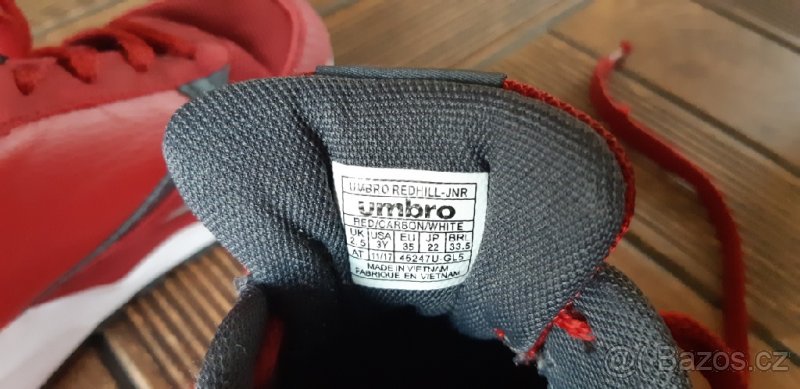 UMBRO REDHILL-JNR
umbro
RED/CARBON/WHITE
UK USA EU JP BHL
2.5 3Y 35 22 33.5
AT 11/17 45247U-GL5
MADE IN VIETNAM
FABRIQUE EN VIETNAM
Bazos.cz